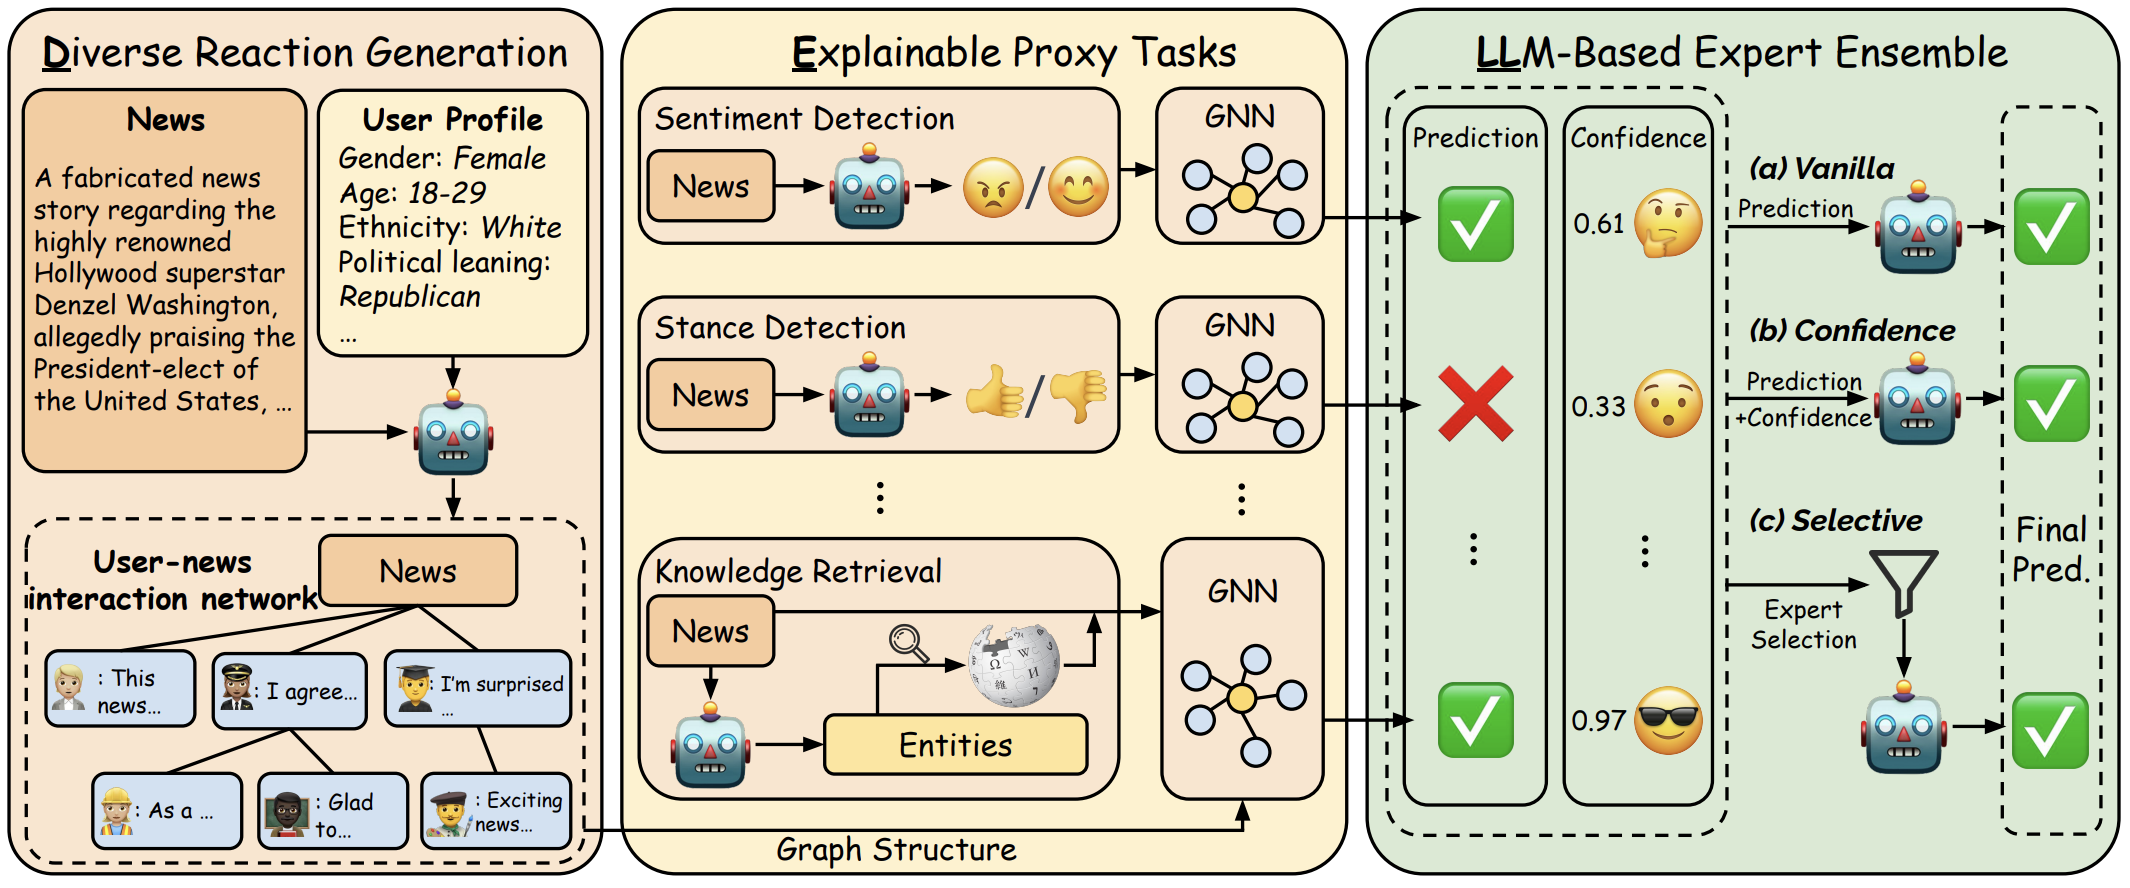 Diverse Reaction Generation
News
A fabricated news
story regarding the
highly renowned
Hollywood superstar
Denzel Washington,
allegedly praising the
President-elect of
the United States, ...
User Profile
Gender: Female
Age: 18-29
Ethnicity: White
Political leaning:
Republican
...
User-news
interaction network
News
: This
news...
: I agree...
: I'm surprised
...
: As a ...
: Glad
to...
: Exciting
news...
Explainable Proxy Tasks
Sentiment Detection
News
/
GNN
Stance Detection
News
/
GNN
Knowledge Retrieval
News
Entities
GNN
Graph Structure
LLM-Based Expert Ensemble
Prediction
Confidence
0.61
0.33
0.97
(a) Vanilla
Prediction
(b) Confidence
Prediction
+Confidence
(c) Selective
Expert
Selection
Final
Pred.